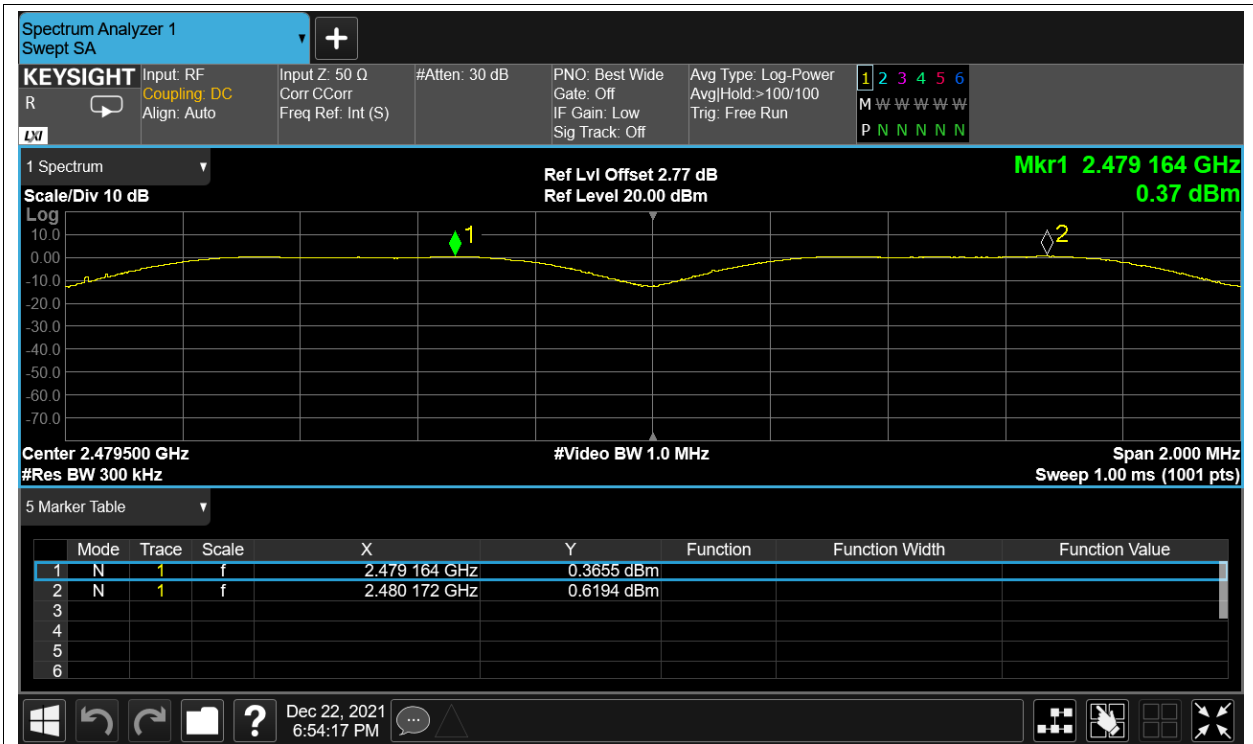 Spectrum Analyzer 1
Swept SA
KEYSIGHT
R
LXI
Input: RF
Coupling: DC
Align: Auto
Input Z: 50 Ω
Corr CCorr
Freq Ref: Int (S)
#Atten: 30 dB
PNO: Best Wide
Gate: Off
IF Gain: Low
Sig Track: Off
Avg Type: Log-Power
Avg|Hold:>100/100
Trig: Free Run
1 2 3 4 5 6
M W W W W W
P N N N N N
1 Spectrum
Scale/Div 10 dB
Ref Lvl Offset 2.77 dB
Ref Level 20.00 dBm
Mkr1 2.479 164 GHz
0.37 dBm
Log
10.0
0.00
-10.0
-20.0
-30.0
-40.0
-50.0
-60.0
-70.0
1
2
Center 2.479500 GHz
#Video BW 1.0 MHz
Span 2.000 MHz
#Res BW 300 kHz
Sweep 1.00 ms (1001 pts)
5 Marker Table
Mode Trace Scale X Y Function Function Width Function Value
1 N 1 f 2.479 164 GHz 0.3655 dBm
2 N 1 f 2.480 172 GHz 0.6194 dBm
3
4
5
6
?
Dec 22, 2021
6:54:17 PM